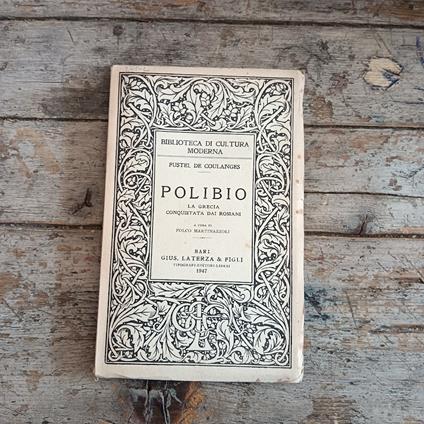 BIBLIOTECA DI CULTURA
MODERNA
FUSTEL DE COULANGES
POLIBIO
LA GRECIA
CONQUISTATA DAI ROMANI
A CURA DI
FOLCO MARTINAZZOLI
BARI
GIUS. LATERZA & FIGLI
TIPOGRAFI-EDITORI-LIBRAI
1947